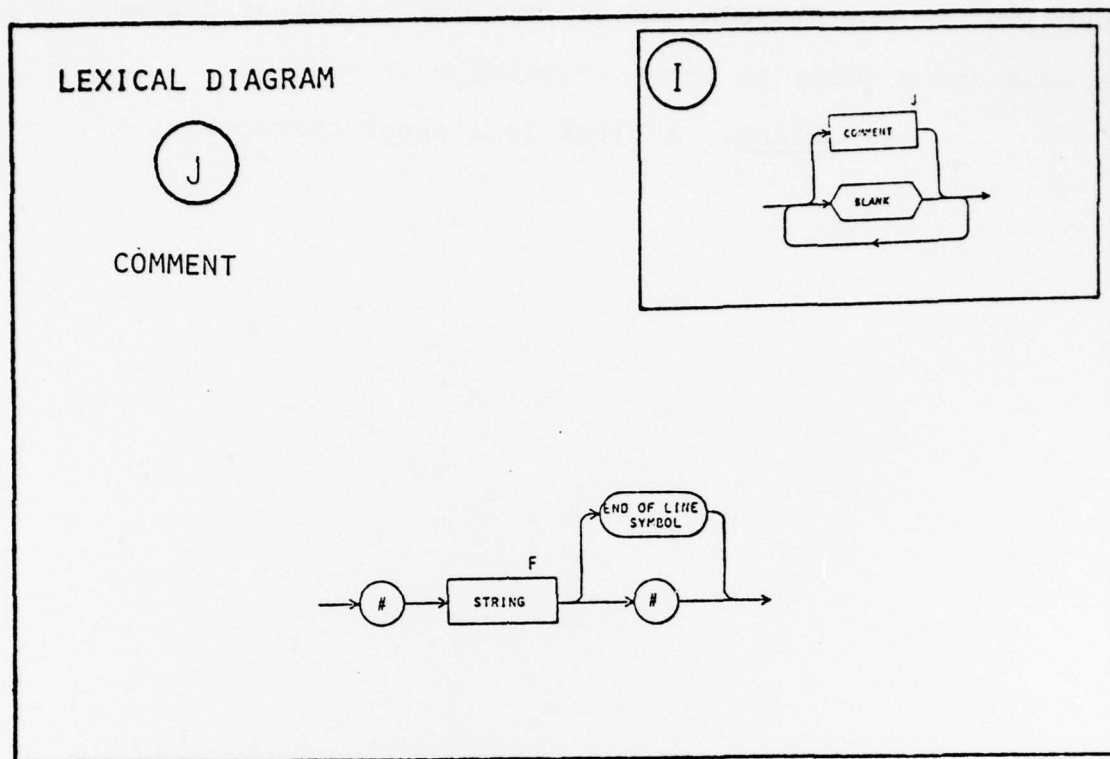 LEXICAL DIAGRAM
J
COMMENT
I
J
COMMENT
BLANK
END OF LINE
SYMBOL
F
# STRING #